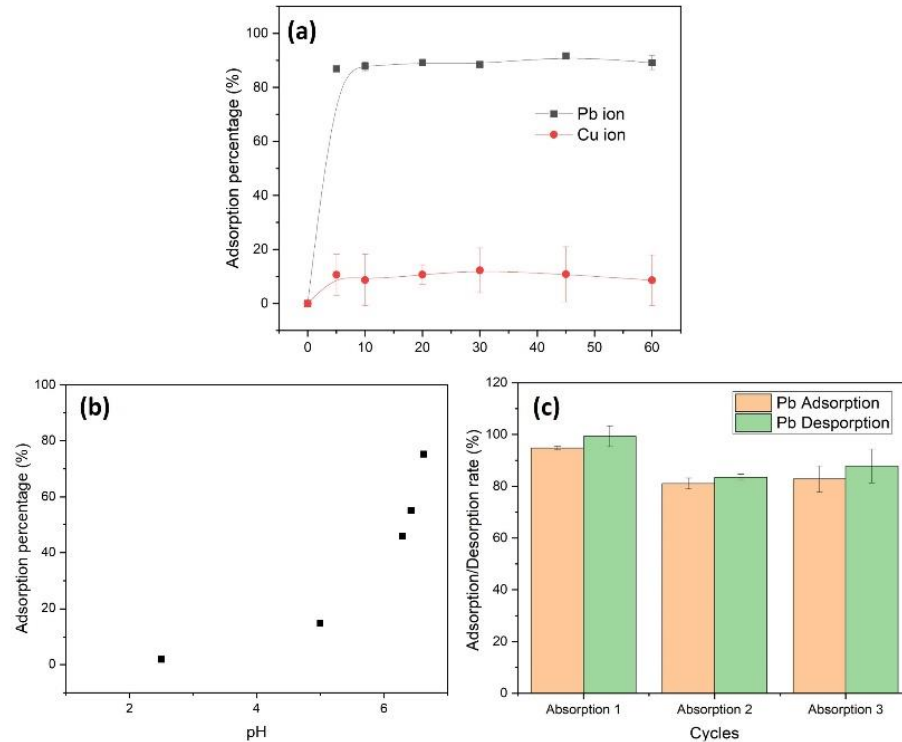 (a)
Adsorption percentage (%)
100
80
60
40
20
0
Pb ion
Cu ion
0 10 20 30 40 50 60
(b)
Adsorption percentage (%)
100
80
60
40
20
0
2 4 6
pH
(c)
Adsorption/Desorption rate (%)
120
100
80
60
40
20
0
Pb Adsorption
Pb Desporption
Absorption 1 Absorption 2 Absorption 3
Cycles